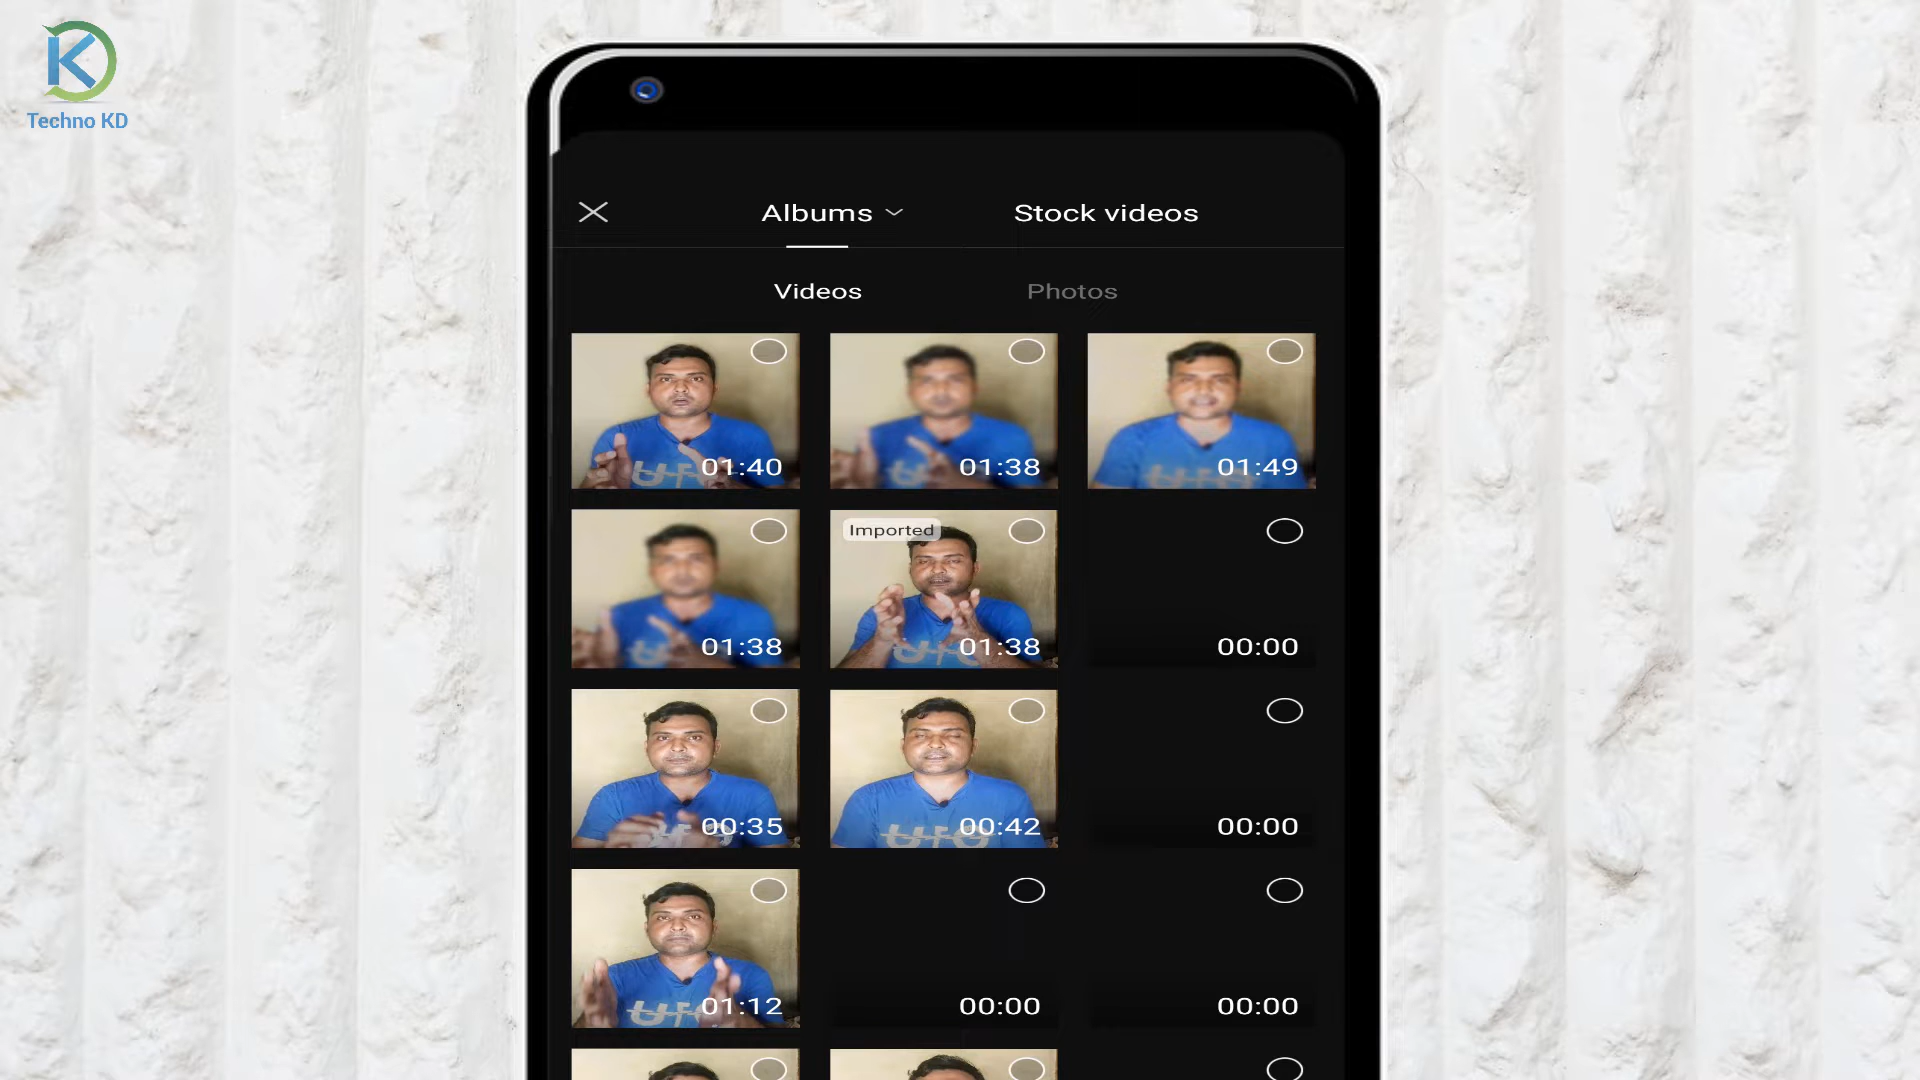 Techno KD
Albums
Stock videos
Videos
Photos
01:40
01:38
01:49
Imported
01:38
01:38
00:00
00:35
00:42
00:00
01:12
00:00
00:00